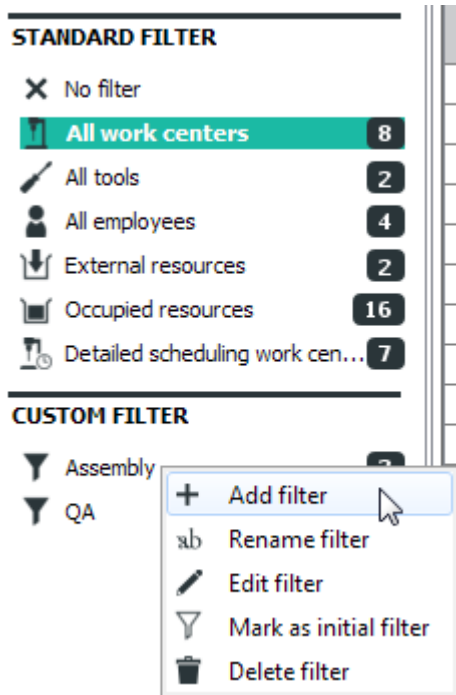 STANDARD FILTER
No filter
All work centers 8
All tools 2
All employees 4
External resources 2
Occupied resources 16
Detailed scheduling work cen... 7
CUSTOM FILTER
Assembly
QA
Add filter
ab Rename filter
Edit filter
Mark as initial filter
Delete filter